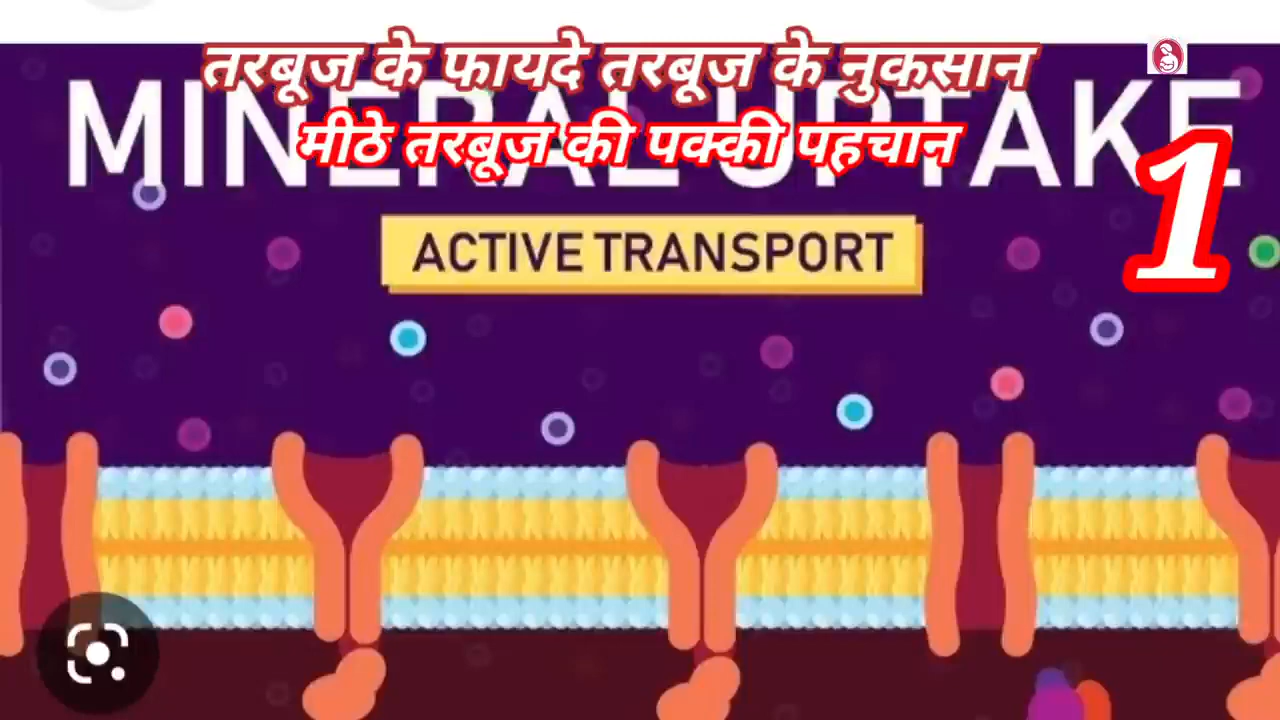 तरबूज के फायदे तरबूज के नुकसान
MINERAL UPTAKE
मीठे तरबूज की पक्की पहचान
1
ACTIVE TRANSPORT